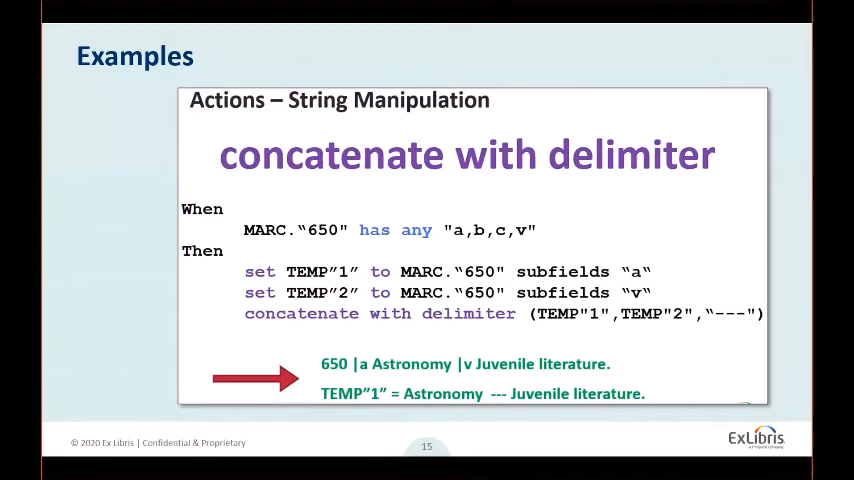 Examples
Actions – String Manipulation
concatenate with delimiter
When
MARC.“650" has any "a,b,c,v"
Then
set TEMP”1” to MARC.“650" subfields “a“
set TEMP”2” to MARC.“650" subfields “v“
concatenate with delimiter (TEMP"1",TEMP"2",“---")
650 |a Astronomy |v Juvenile literature.
TEMP”1” = Astronomy --- Juvenile literature.
© 2020 Ex Libris | Confidential & Proprietary
15
ExLibris
a ProQuest Company